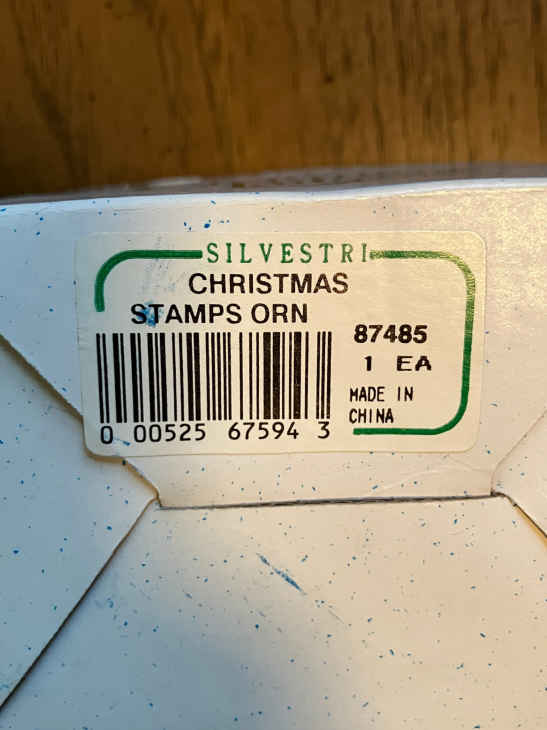 SILVESTRI
CHRISTMAS
STAMPS ORN
87485
1 EA
MADE IN
CHINA
0 00525 67594 3